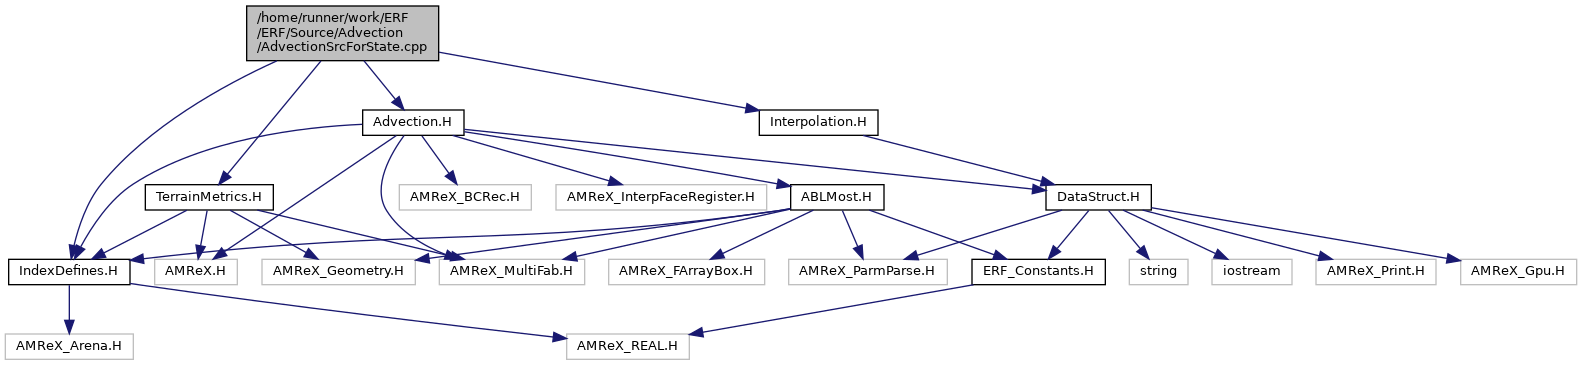 /home/runner/work/ERF
/ERF/Source/Advection
/AdvectionSrcForState.cpp
Advection.H
Interpolation.H
TerrainMetrics.H
AMReX_BCRec.H
AMReX_InterpFaceRegister.H
ABLMost.H
DataStruct.H
IndexDefines.H
AMReX.H
AMReX_Geometry.H
AMReX_MultiFab.H
AMReX_FArrayBox.H
AMReX_ParmParse.H
ERF_Constants.H
string
iostream
AMReX_Print.H
AMReX_Gpu.H
AMReX_Arena.H
AMReX_REAL.H